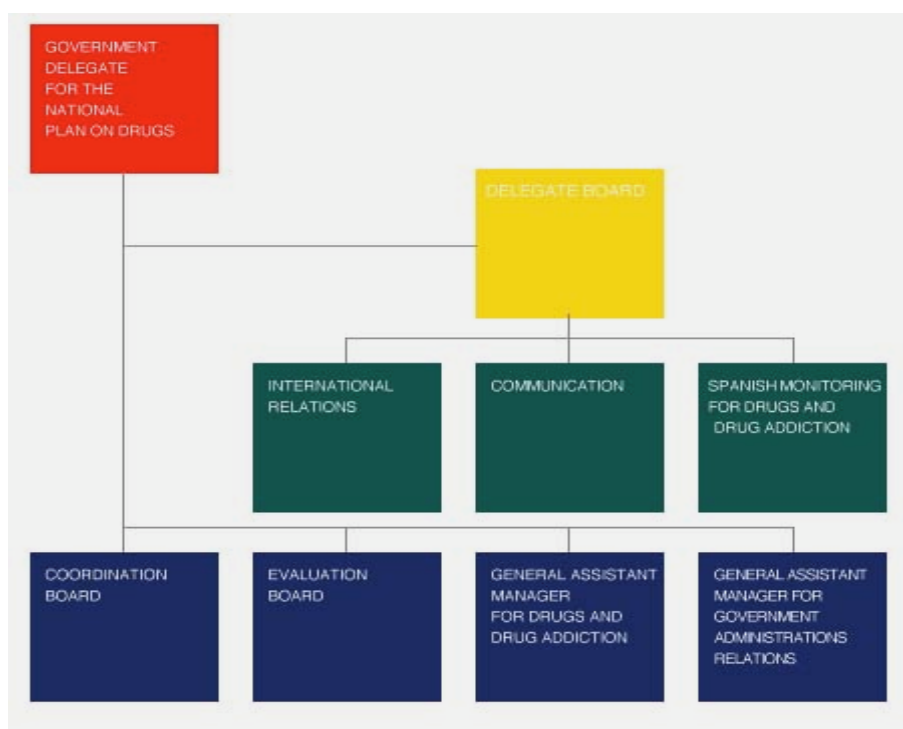 GOVERNMENT
DELEGATE
FOR THE
NATIONAL
PLAN ON DRUGS
DELEGATE BOARD
INTERNATIONAL
RELATIONS
COMMUNICATION
SPANISH MONITORING
FOR DRUGS AND
DRUG ADDICTION
COORDINATION
BOARD
EVALUATION
BOARD
GENERAL ASSISTANT
MANAGER
FOR DRUGS AND
DRUG ADDICTION
GENERAL ASSISTANT
MANAGER FOR
GOVERNMENT
ADMINISTRATIONS
RELATIONS